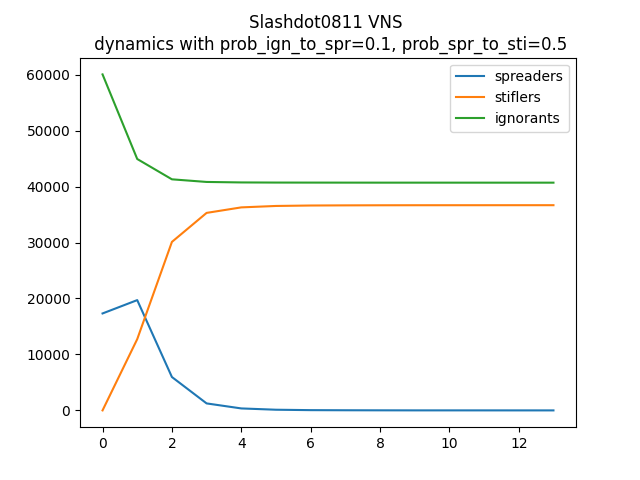 Slashdot0811 VNS
dynamics with prob_ign_to_spr=0.1, prob_spr_to_sti=0.5
spreaders
stiflers
ignorants
60000
50000
40000
30000
20000
10000
0
0 2 4 6 8 10 12